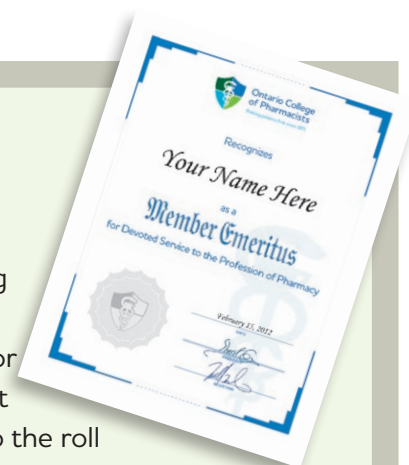 Ontario College
of Pharmacists
Recognizes
Your Name Here
as a
Member Emeritus
for Devoted Service to the Profession of Pharmacy
February 25, 2012
g
or
t
o the roll